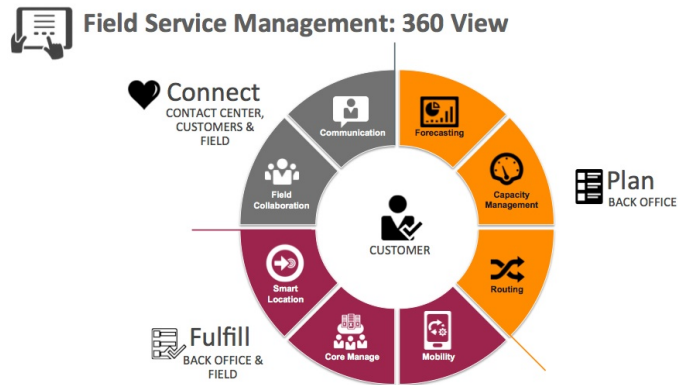 Field Service Management: 360 View
Connect
CONTACT CENTER,
CUSTOMERS &
FIELD
Communication
Forecasting
Field
Collaboration
Capacity
Management
Plan
BACK OFFICE
CUSTOMER
Smart
Location
Routing
Core Manage
Mobility
Fulfill
BACK OFFICE &
FIELD